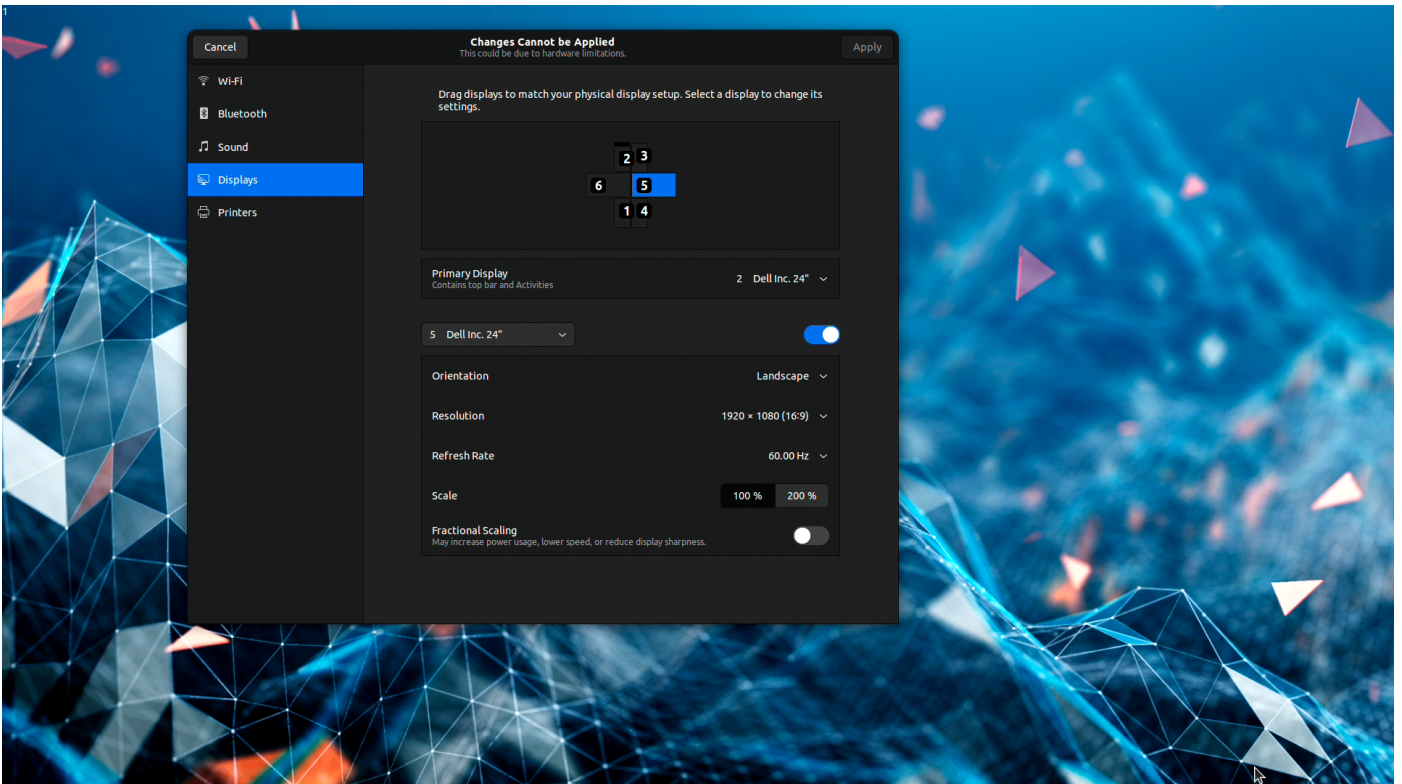 1
Cancel
Changes Cannot be Applied
This could be due to hardware limitations.
Apply
Wi-Fi
Bluetooth
Sound
Displays
Printers
Drag displays to match your physical display setup. Select a display to change its
settings.
2 3
6 5
1 4
Primary Display
Contains top bar and Activities
2 Dell Inc. 24"
5 Dell Inc. 24"
Orientation
Landscape
Resolution
1920 × 1080 (16:9)
Refresh Rate
60.00 Hz
Scale
100 % 200 %
Fractional Scaling
May increase power usage, lower speed, or reduce display sharpness.